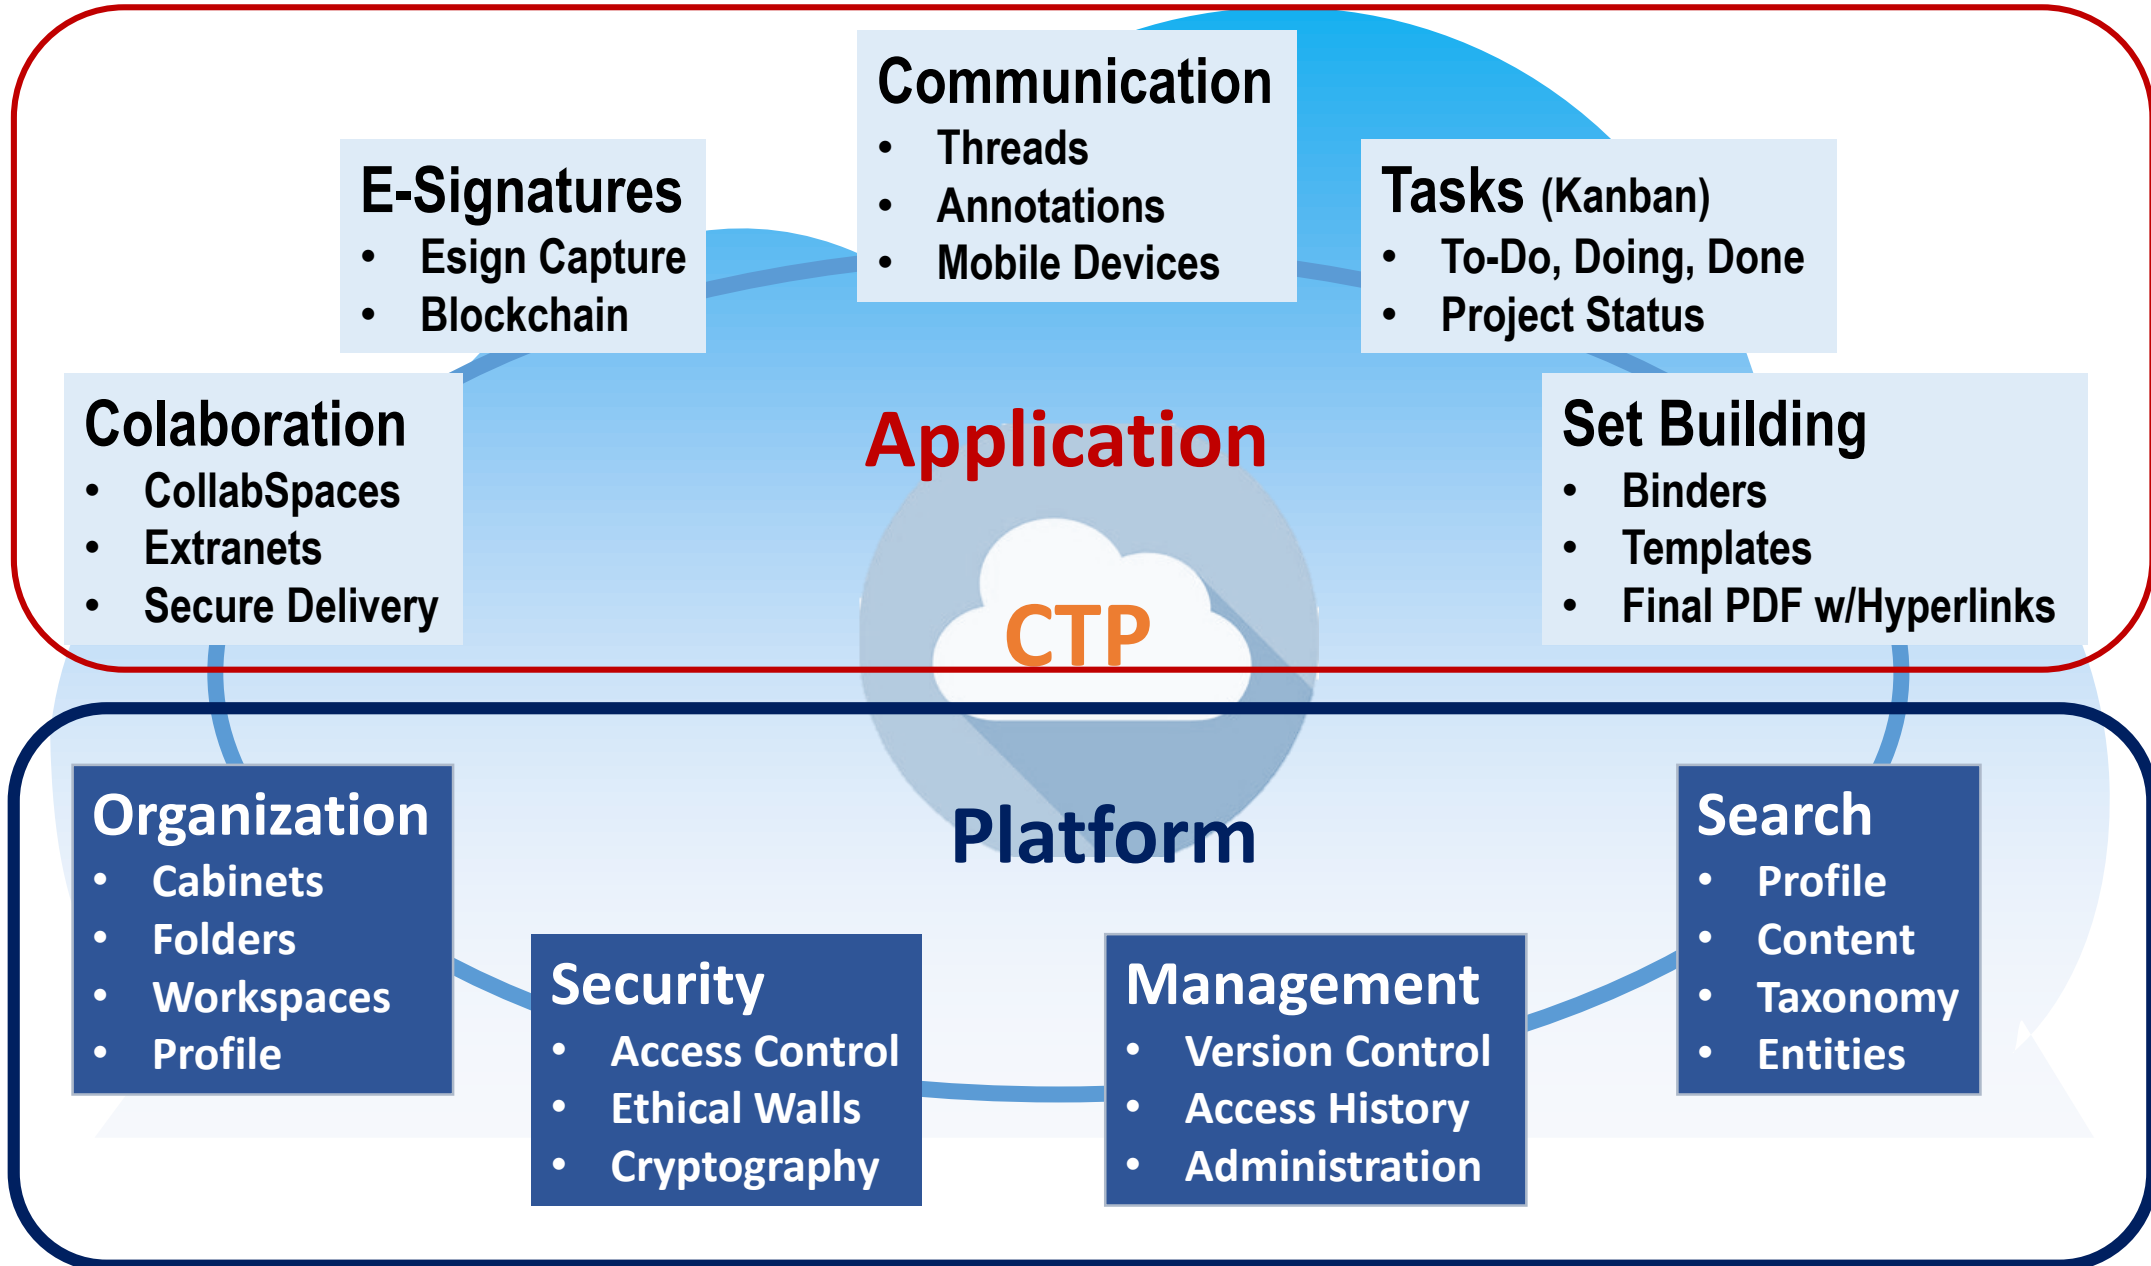 Communication
• Threads
• Annotations
• Mobile Devices
E-Signatures
• Esign Capture
• Blockchain
Tasks (Kanban)
• To-Do, Doing, Done
• Project Status
Colaboration
• CollabSpaces
• Extranets
• Secure Delivery
Application
Set Building
• Binders
• Templates
• Final PDF w/Hyperlinks
CTP
Platform
Organization
• Cabinets
• Folders
• Workspaces
• Profile
Security
• Access Control
• Ethical Walls
• Cryptography
Management
• Version Control
• Access History
• Administration
Search
• Profile
• Content
• Taxonomy
• Entities